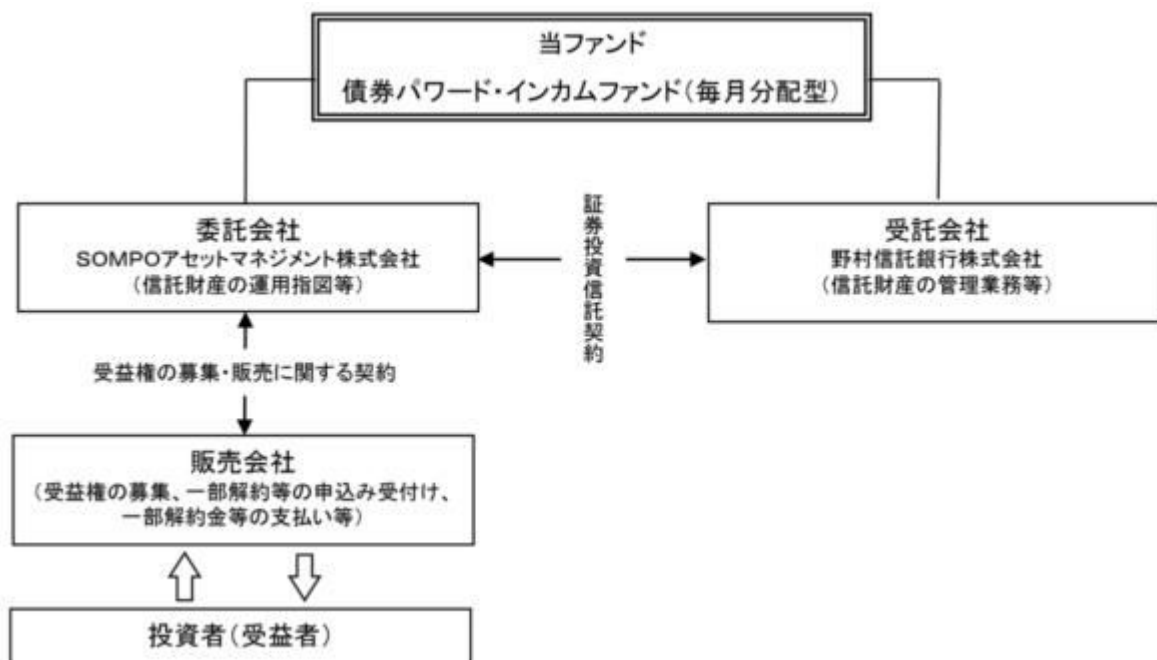 当ファンド
債券パワード・インカムファンド(毎月分配型)
委託会社
SOMPOアセットマネジメント株式会社
(信託財産の運用指図等)
証券投資信託契約
受託会社
野村信託銀行株式会社
(信託財産の管理業務等)
受益権の募集・販売に関する契約
販売会社
(受益権の募集、一部解約等の申込み受付け、
一部解約金等の支払い等)
投資者(受益者)